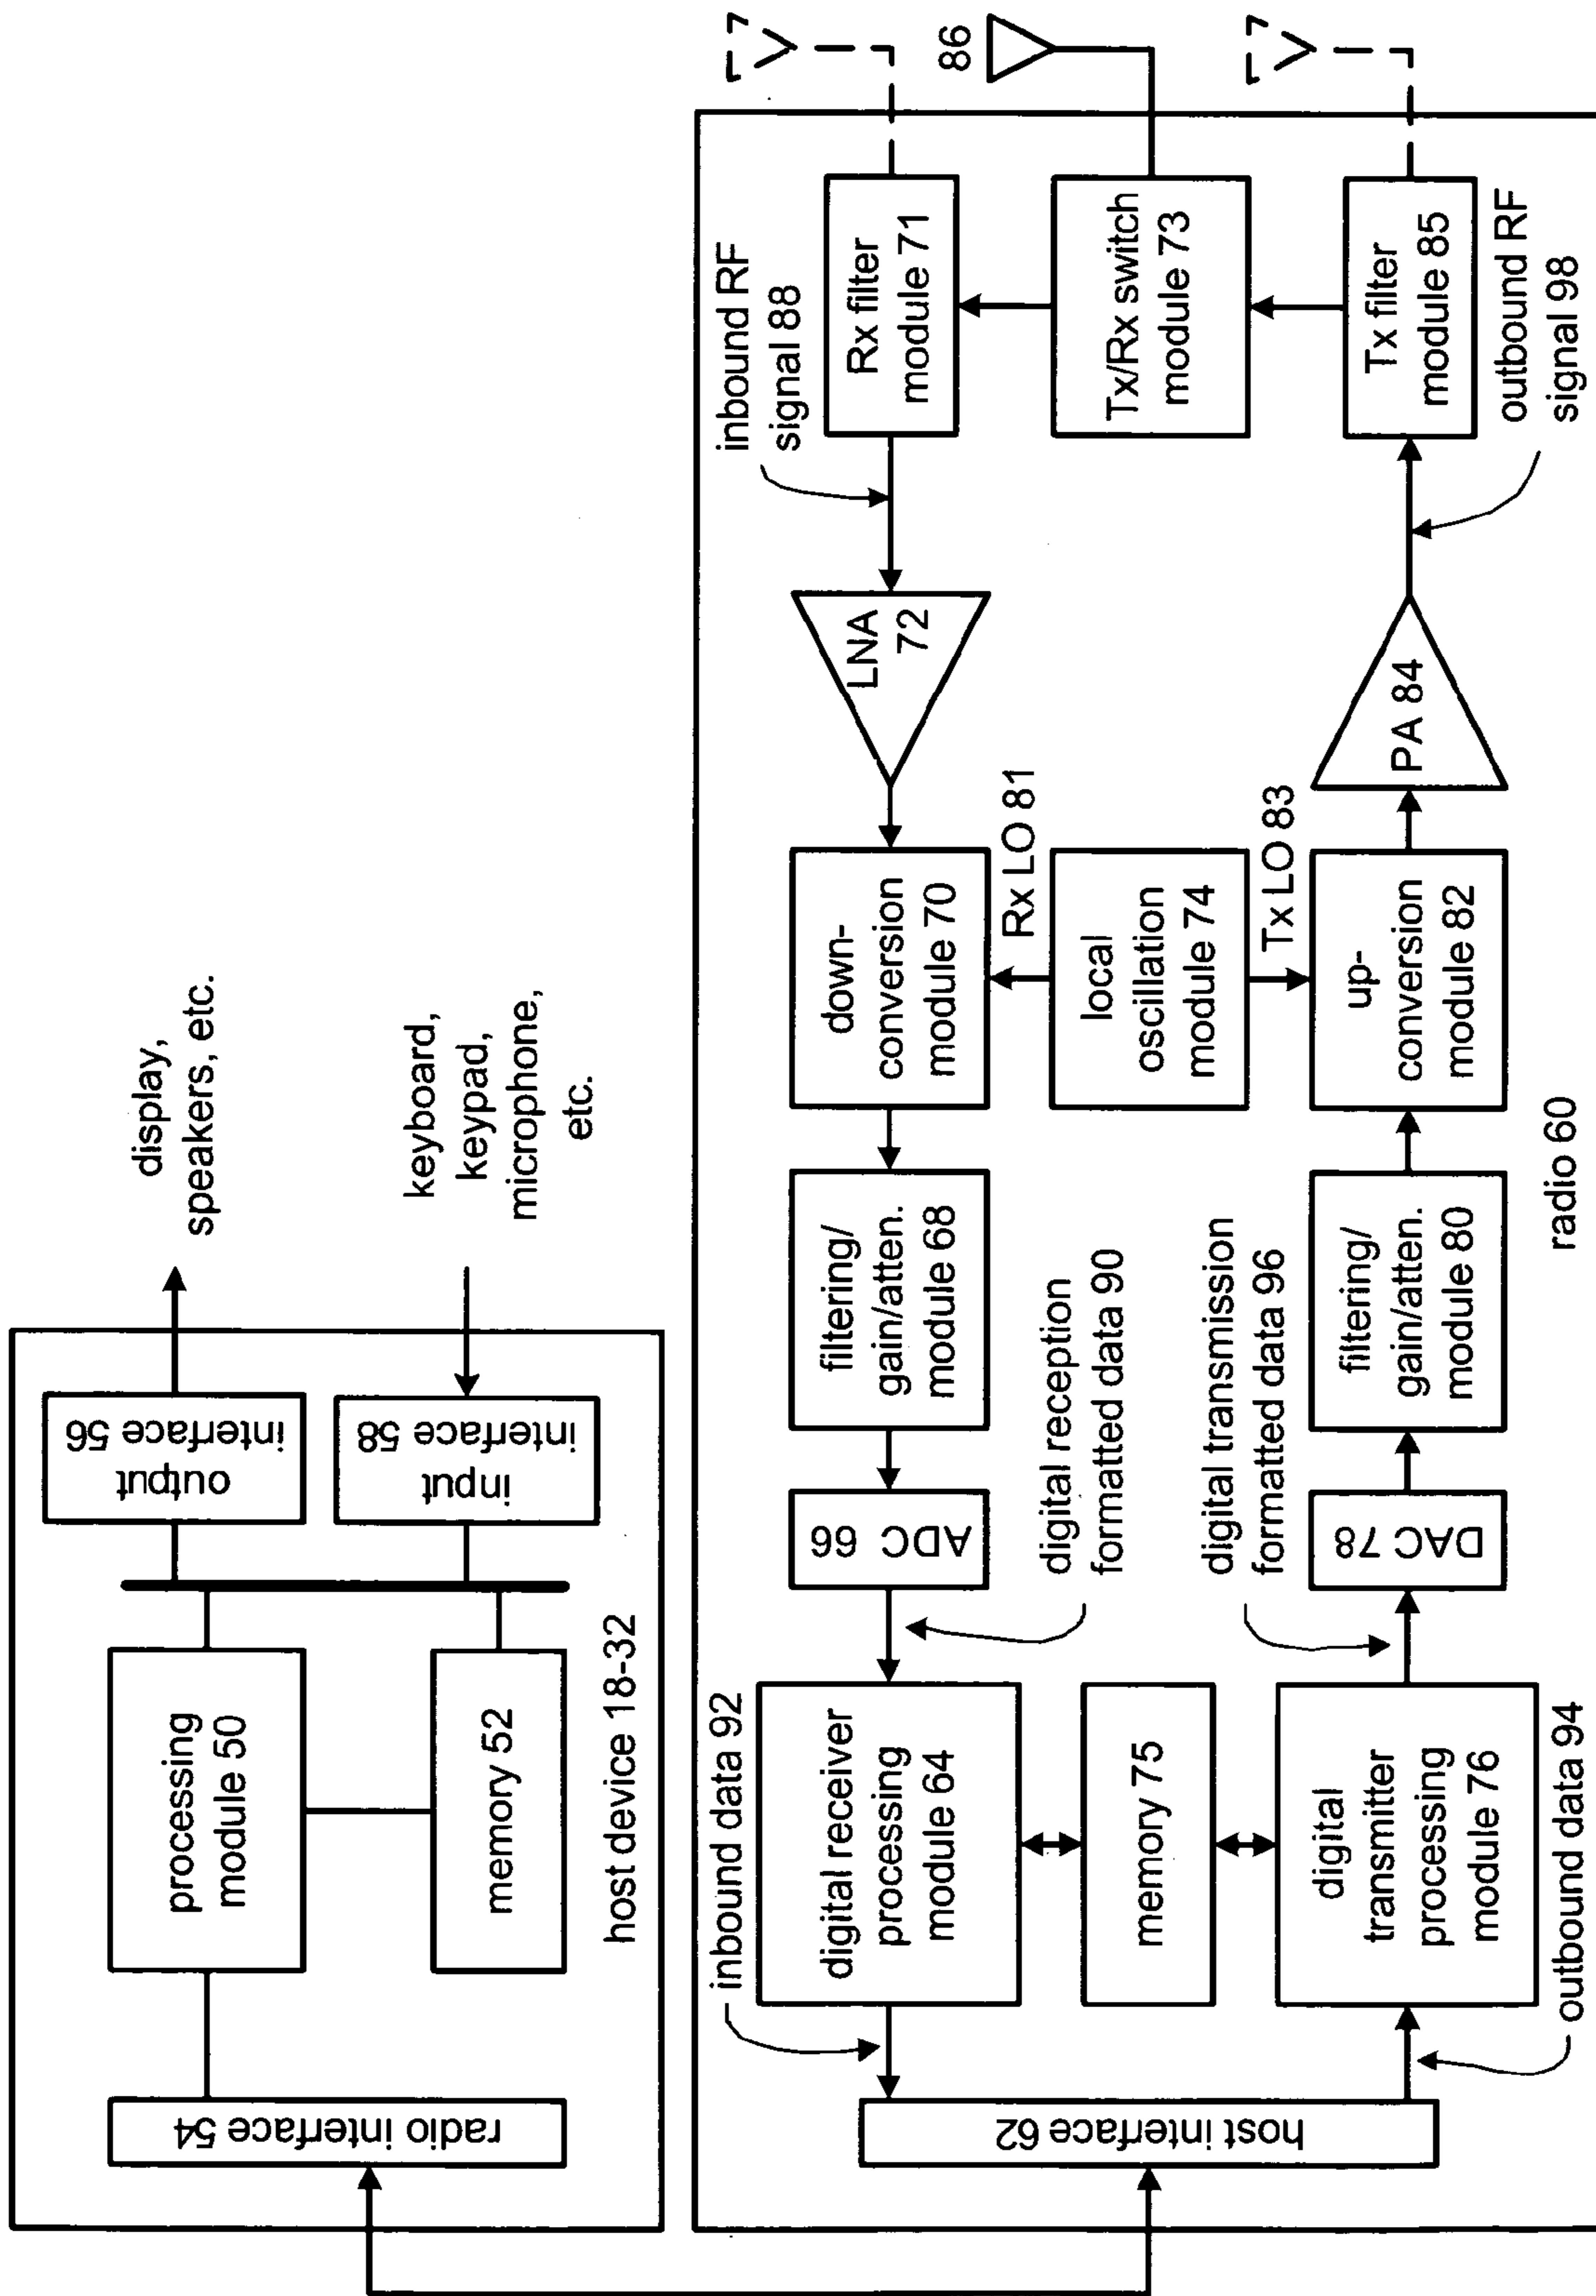 display,
speakers, etc.
keyboard,
keypad,
microphone,
etc.
output
interface 56
input
interface 58
processing
module 50
memory 52
radio interface 54
host device 18-32
86
inbound RF
signal 88
Rx filter
module 71
Tx/Rx switch
module 73
Tx filter
module 85
outbound RF
signal 98
LNA
72
PA 84
down-
conversion
module 70
Rx LO 81
local
oscillation
module 74
Tx LO 83
up-
conversion
module 82
filtering/
gain/atten.
module 68
filtering/
gain/atten.
module 80
radio 60
ADC 66
digital reception
formatted data 90
digital transmission
formatted data 96
DAC 78
inbound data 92
digital receiver
processing
module 64
memory 75
digital
transmitter
processing
module 76
outbound data 94
host interface 62